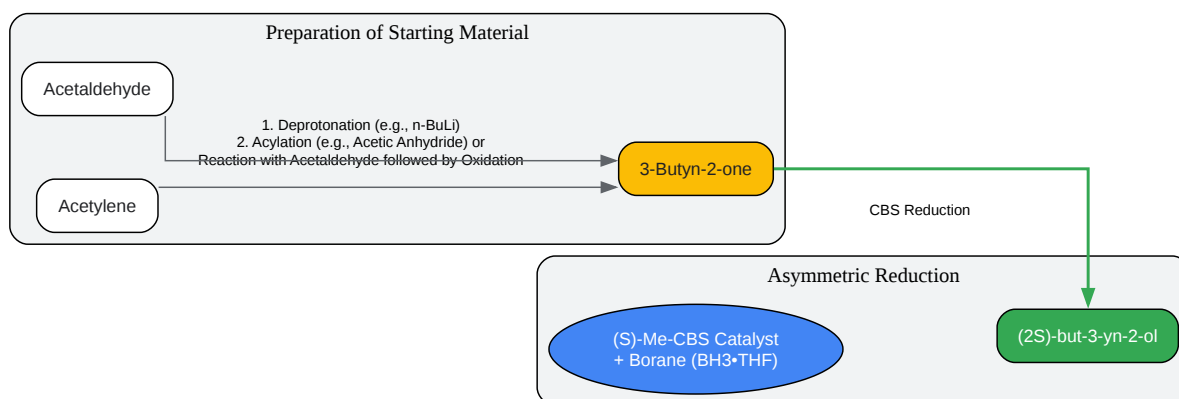 Preparation of Starting Material
Acetaldehyde
1. Deprotonation (e.g., n-BuLi)
2. Acylation (e.g., Acetic Anhydride) or
Reaction with Acetaldehyde followed by Oxidation
3-Butyn-2-one
Acetylene
CBS Reduction
Asymmetric Reduction
(S)-Me-CBS Catalyst
+ Borane (BH3•THF)
(2S)-but-3-yn-2-ol